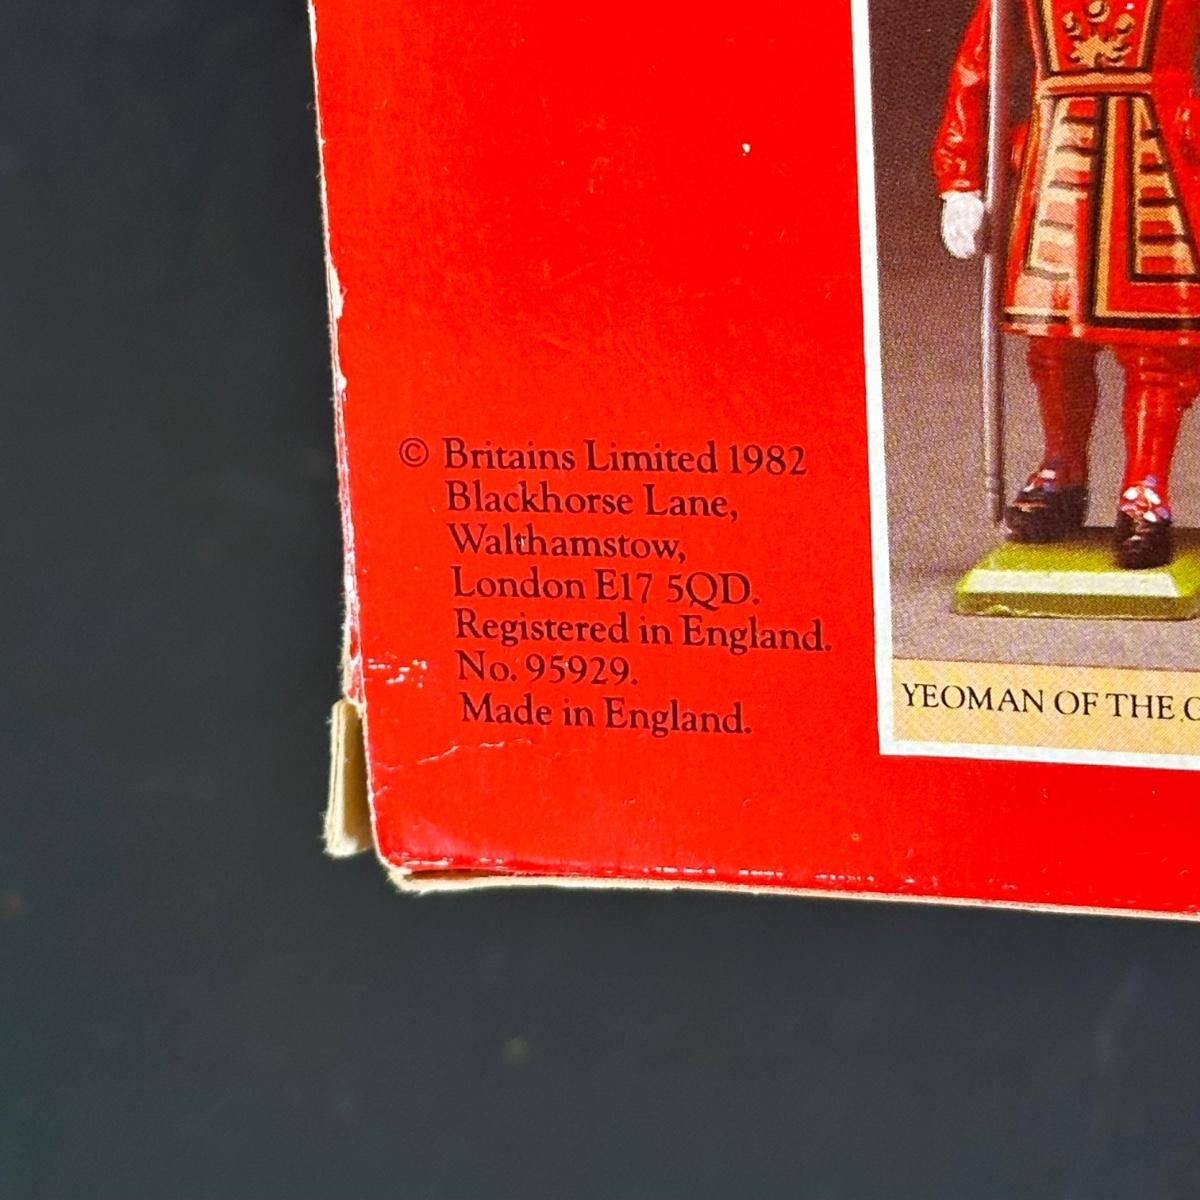 © Britains Limited 1982
Blackhorse Lane,
Walthamstow,
London E17 5QD.
Registered in England.
No. 95929.
Made in England.
YEOMAN OF THE